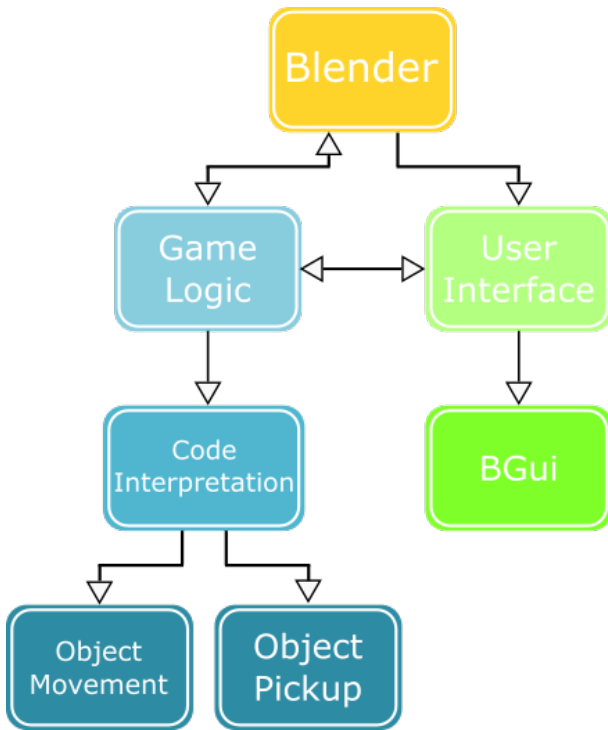 Blender
Game
Logic
User
Interface
Code
Interpretation
BGui
Object
Movement
Object
Pickup